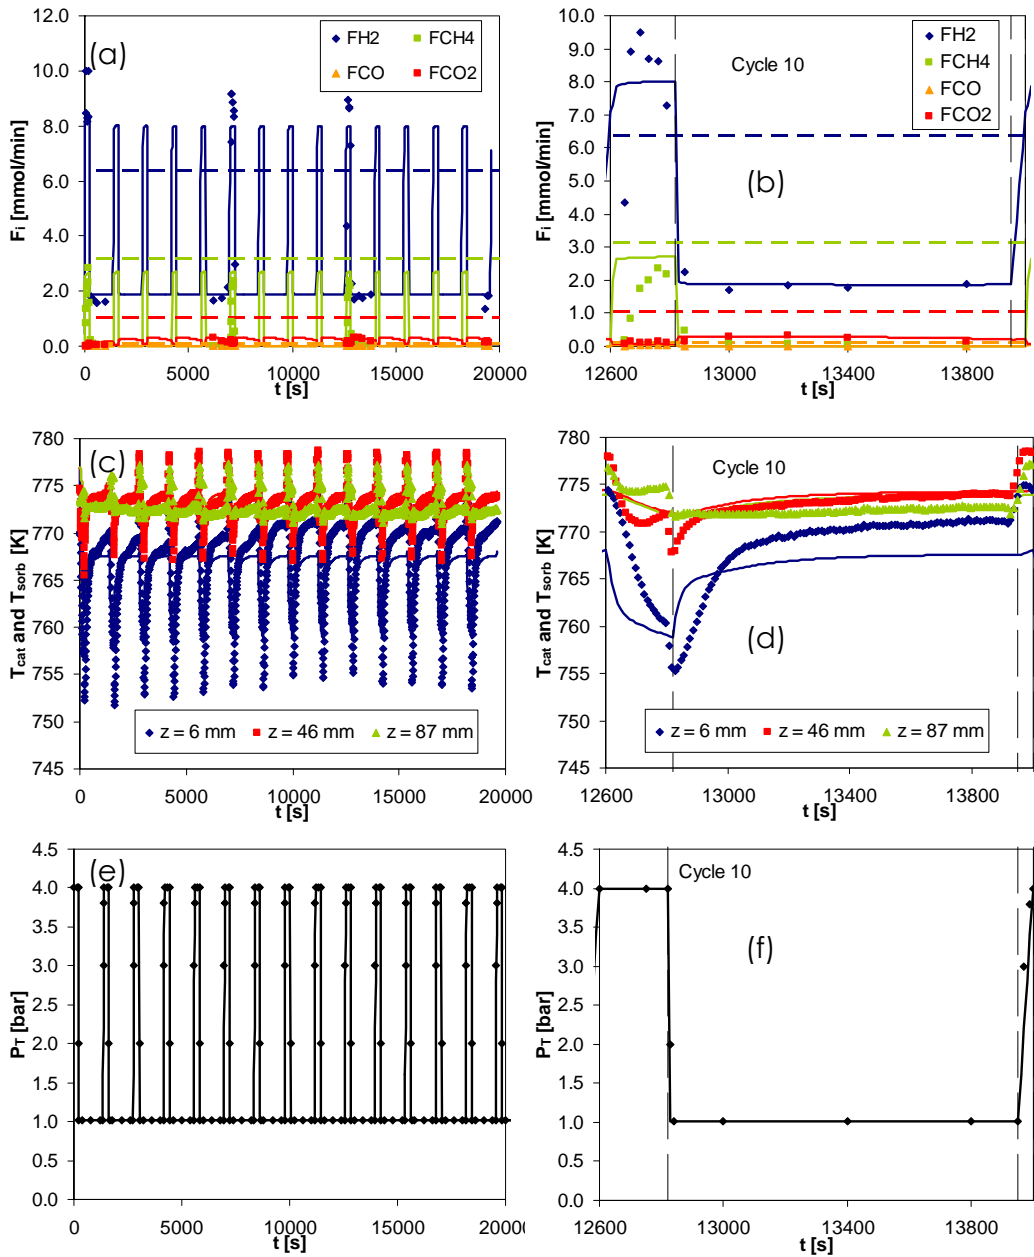 (a)
FH2 FCH4
FCO FCO2
12.0
10.0
8.0
6.0
4.0
2.0
0.0
Fi [mmol/min]
0 5000 10000 15000 20000
t [s]
(b)
Cycle 10
FH2
FCH4
FCO
FCO2
10.0
9.0
8.0
7.0
6.0
5.0
4.0
3.0
2.0
1.0
0.0
Fi [mmol/min]
12600 13000 13400 13800
t [s]
(c)
780
775
770
765
760
755
750
745
Tcat and Tsorb [K]
z = 6 mm z = 46 mm z = 87 mm
0 5000 10000 15000 20000
t [s]
(d)
Cycle 10
780
775
770
765
760
755
750
745
Tcat and Tsorb [K]
z = 6 mm z = 46 mm z = 87 mm
12600 13000 13400 13800
t [s]
(e)
4.5
4.0
3.5
3.0
2.5
2.0
1.5
1.0
0.5
0.0
PT [bar]
0 5000 10000 15000 20000
t [s]
(f)
Cycle 10
4.5
4.0
3.5
3.0
2.5
2.0
1.5
1.0
0.5
0.0
PT [bar]
12600 13000 13400 13800
t [s]